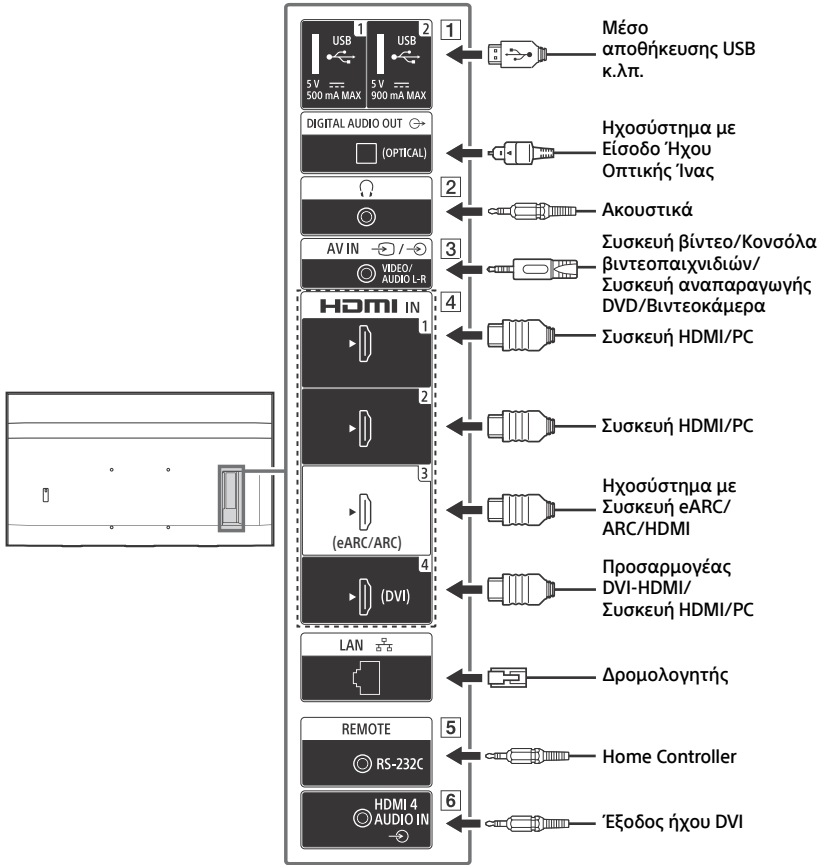 1
USB
5 V
500 mA MAX
2
USB
5 V
900 mA MAX
1
Μέσο
αποθήκευσης USB
κ.λπ.
DIGITAL AUDIO OUT
(OPTICAL)
Ηχοσύστημα με
Είσοδο Ήχου
Οπτικής Ίνας
2
Ακουστικά
AV IN /
VIDEO/
AUDIO L-R
3
Συσκευή βίντεο/Κονσόλα
βιντεοπαιχνιδιών/
Συσκευή αναπαραγωγής
DVD/Βιντεοκάμερα
HDMI IN
4
1
Συσκευή HDMI/PC
2
Συσκευή HDMI/PC
3
(eARC/ARC)
Ηχοσύστημα με
Συσκευή eARC/
ARC/HDMI
4
(DVI)
Προσαρμογέας
DVI-HDMI/
Συσκευή HDMI/PC
LAN
Δρομολογητής
REMOTE
5
RS-232C
Home Controller
HDMI 4
AUDIO IN
6
Έξοδος ήχου DVI